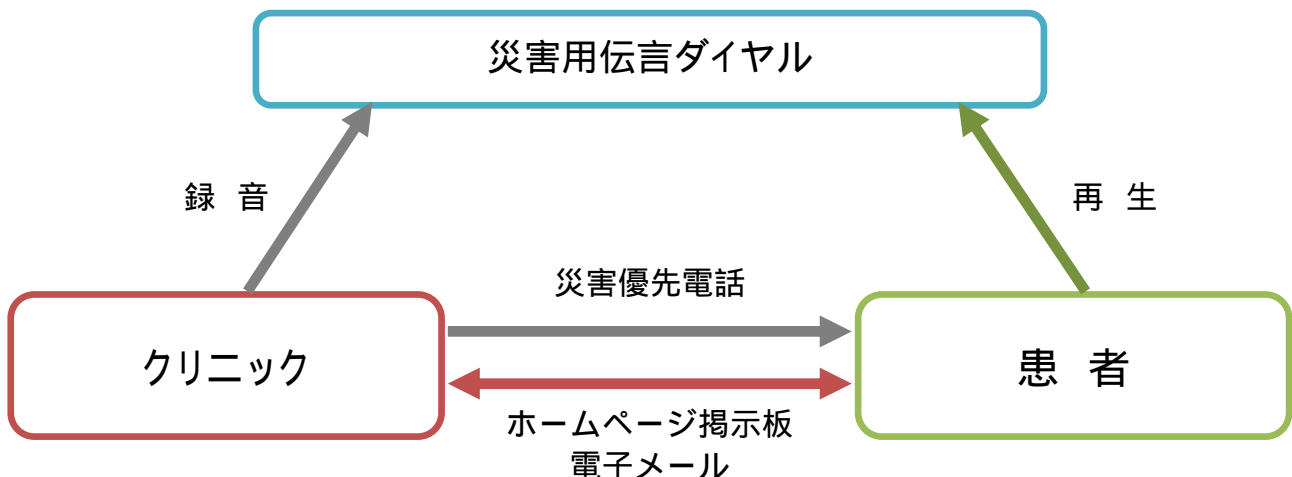 災害用伝言ダイヤル
録 音
再 生
災害優先電話
クリニック
患 者
ホームページ掲示板
電子メール